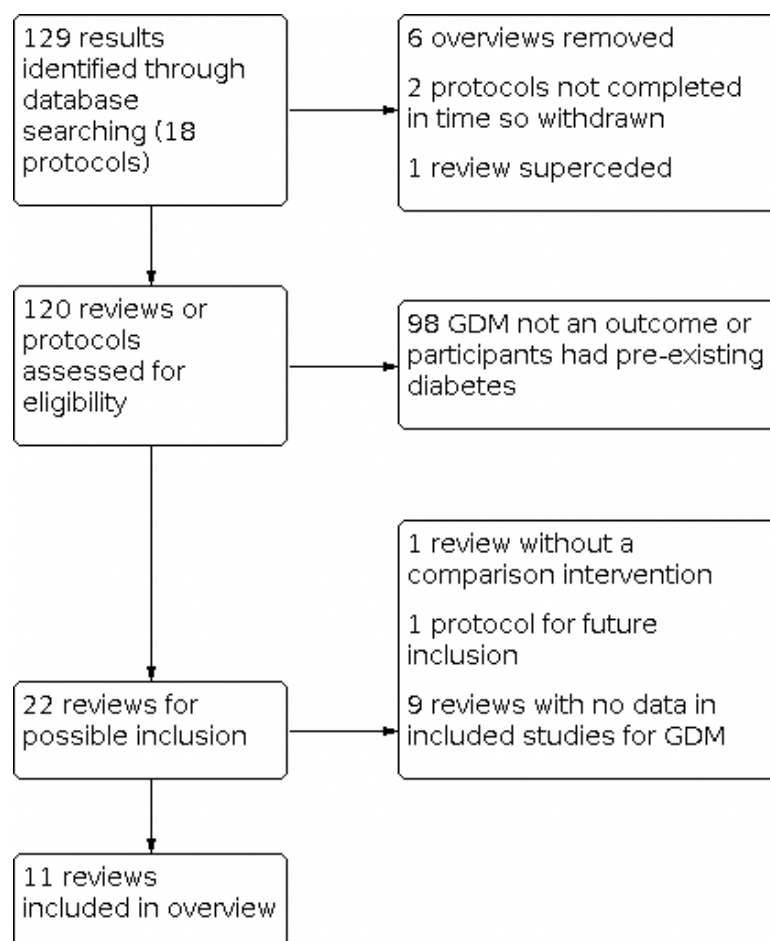 129 results
identified through
database
searching (18
protocols)
6 overviews removed
2 protocols not completed
in time so withdrawn
1 review superceded
120 reviews or
protocols
assessed for
eligibility
98 GDM not an outcome or
participants had pre-existing
diabetes
1 review without a
comparison intervention
1 protocol for future
inclusion
9 reviews with no data in
included studies for GDM
22 reviews for
possible inclusion
11 reviews
included in overview